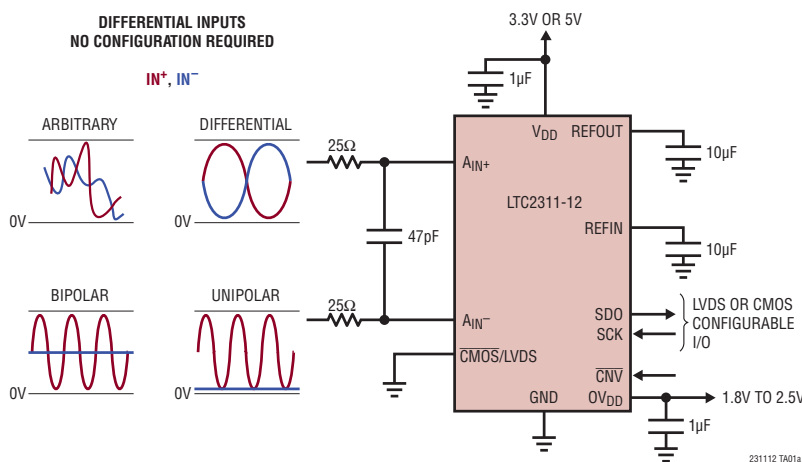 DIFFERENTIAL INPUTS
NO CONFIGURATION REQUIRED
IN+, IN−
ARBITRARY
0V
DIFFERENTIAL
0V
BIPOLAR
0V
UNIPOLAR
0V
25Ω
47pF
25Ω
3.3V OR 5V
1µF
VDD
REFOUT
10µF
AIN+
LTC2311-12
REFIN
10µF
AIN−
SDO
SCK
LVDS OR CMOS
CONFIGURABLE
I/O
CMOS/LVDS
CNV
GND
OVDD
1.8V TO 2.5V
1µF
231112 TA01a